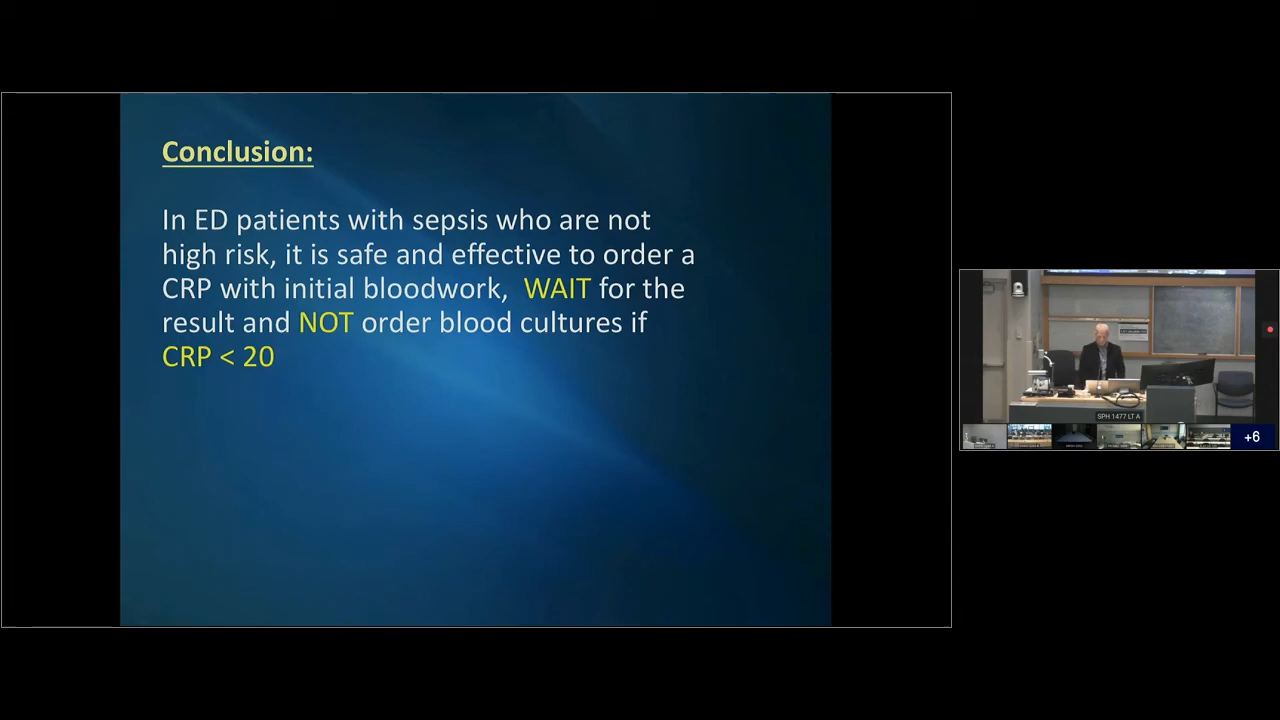 Conclusion:
In ED patients with sepsis who are not
high risk, it is safe and effective to order a
CRP with initial bloodwork, WAIT for the
result and NOT order blood cultures if
CRP < 20
SPH 1477 LT A
+6